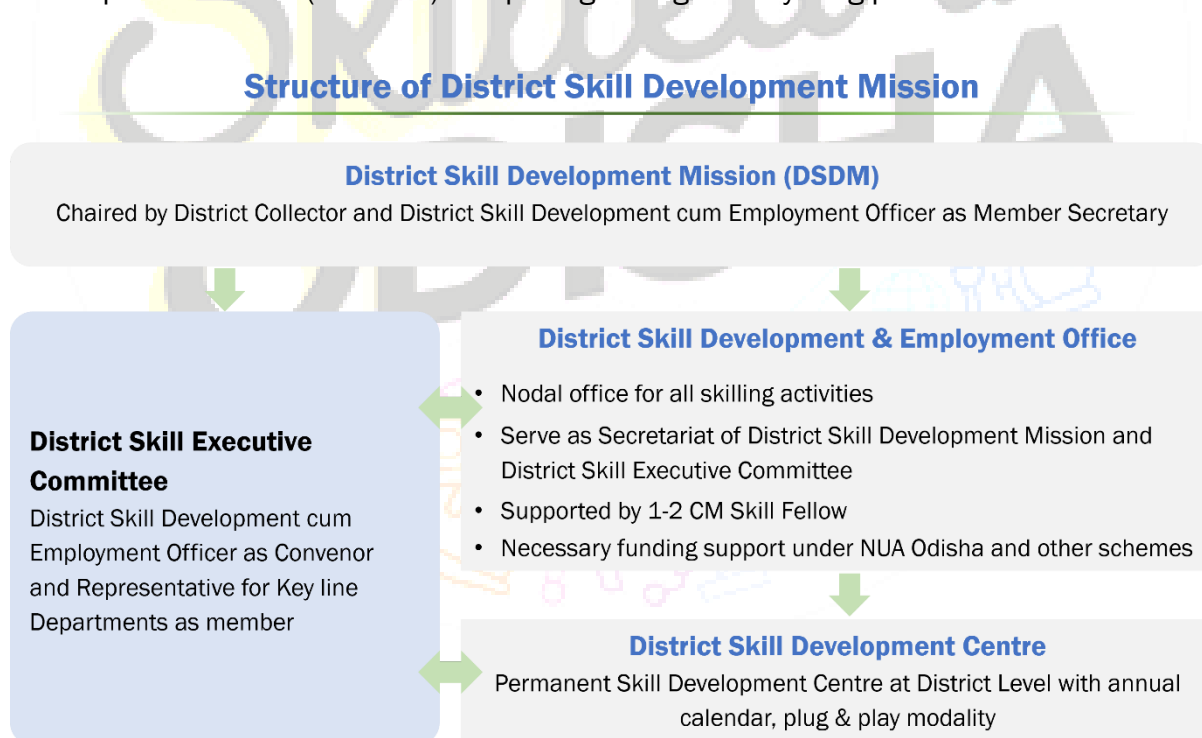 Structure of District Skill Development Mission
District Skill Development Mission (DSDM)
Chaired by District Collector and District Skill Development cum Employment Officer as Member Secretary
District Skill Executive
Committee
District Skill Development cum
Employment Officer as Convenor
and Representative for Key line
Departments as member
District Skill Development & Employment Office
• Nodal office for all skilling activities
• Serve as Secretariat of District Skill Development Mission and
District Skill Executive Committee
• Supported by 1-2 CM Skill Fellow
• Necessary funding support under NUA Odisha and other schemes
District Skill Development Centre
Permanent Skill Development Centre at District Level with annual
calendar, plug & play modality